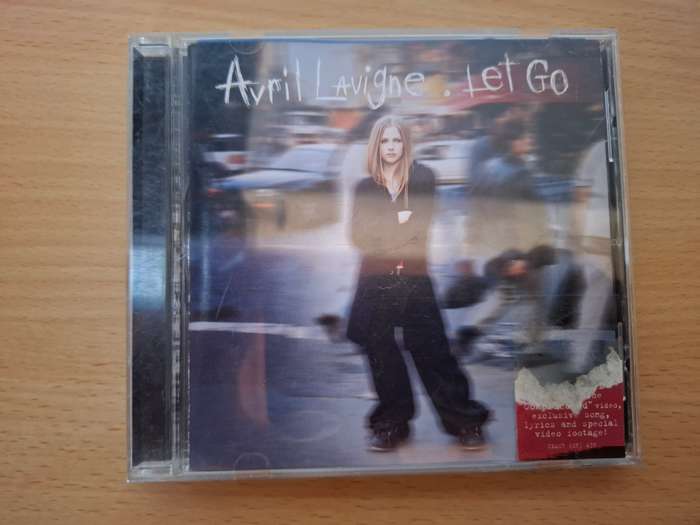 Avril Lavigne . Let Go
video,
exclusive song,
lyrics and special
video footage!